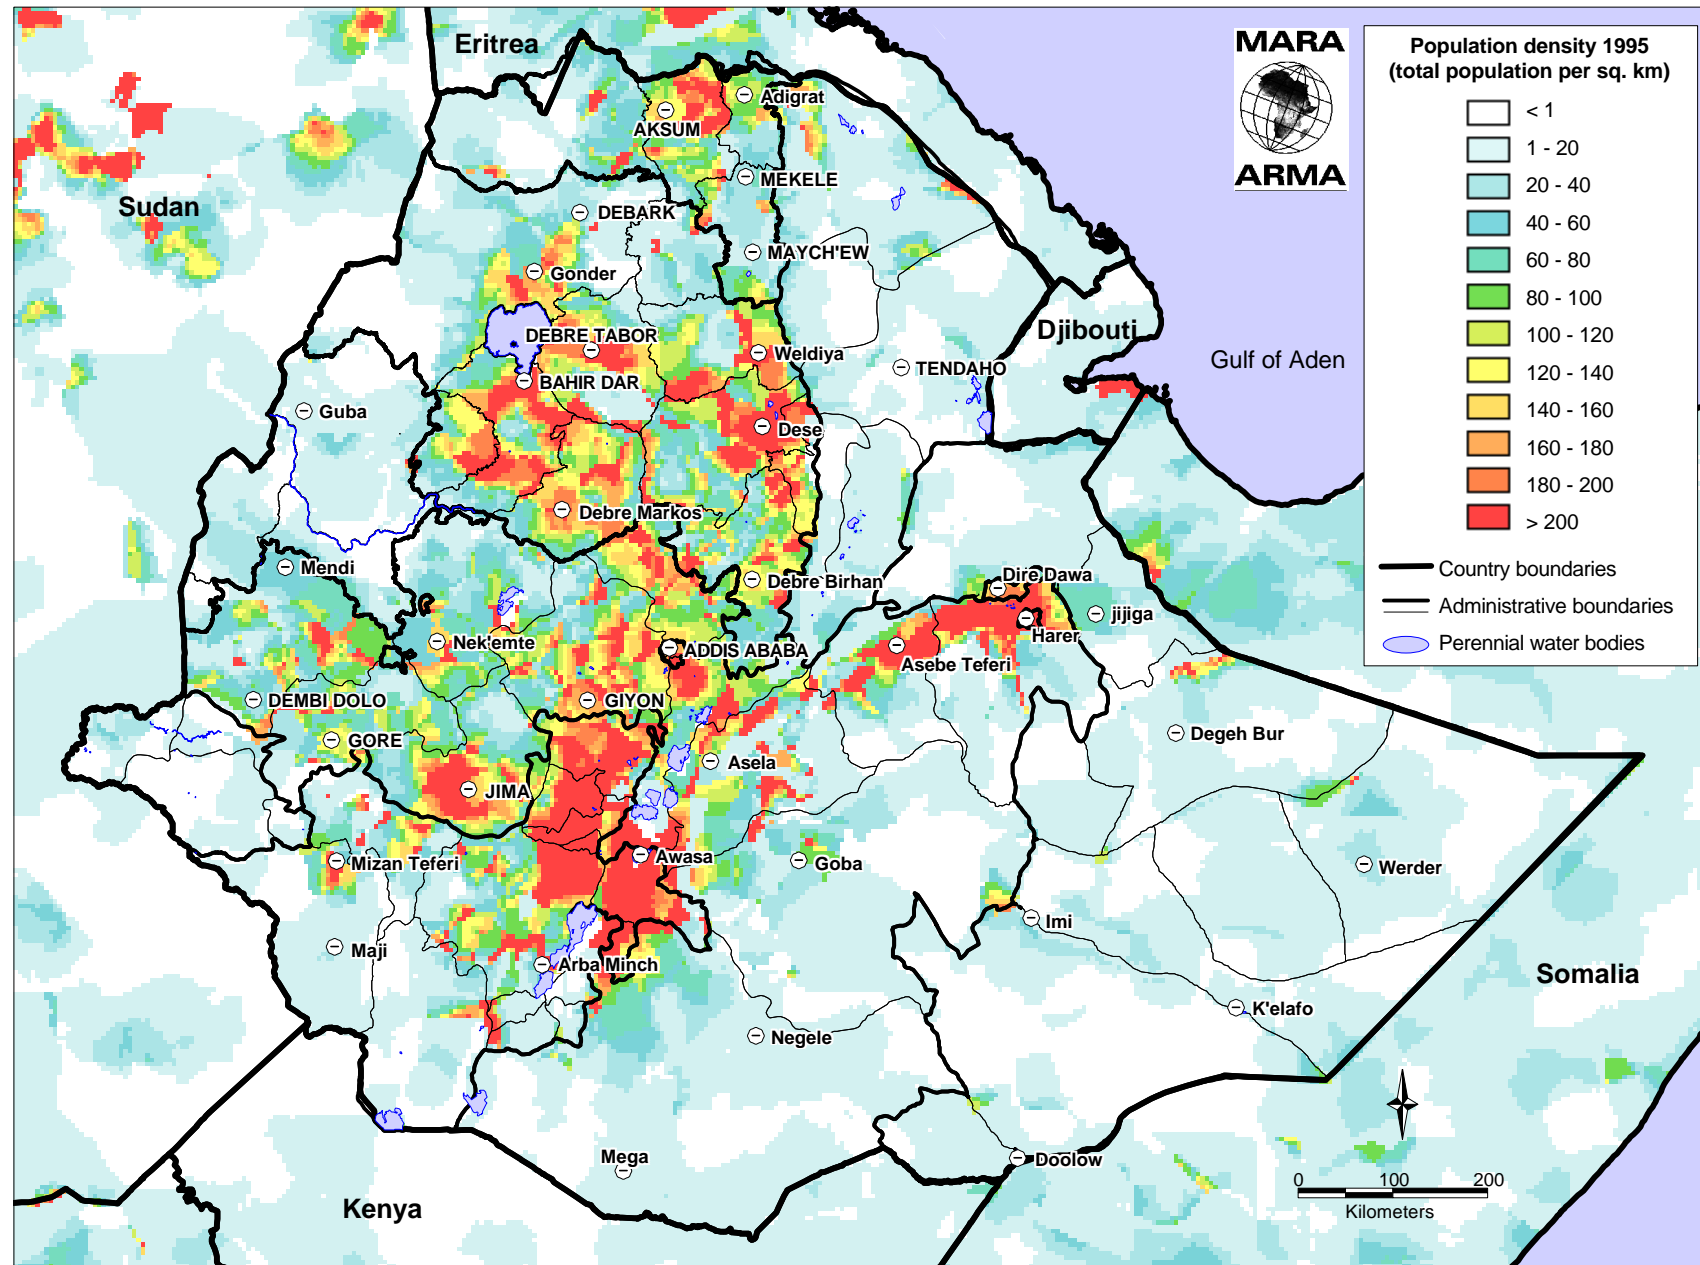 Eritrea
MARA
ARMA
Population density 1995
(total population per sq. km)
< 1
1 - 20
20 - 40
40 - 60
60 - 80
80 - 100
100 - 120
120 - 140
140 - 160
160 - 180
180 - 200
> 200
Country boundaries
Administrative boundaries
Perennial water bodies
Adigrat
AKSUM
MEKELE
Sudan
DEBARK
MAYCH'EW
Gonder
Djibouti
DEBRE TABOR
Weldiya
Gulf of Aden
TENDAHO
BAHIR DAR
Guba
Dese
Debre Markos
Mendi
Debre Birhan
Dire Dawa
jijiga
Harer
Nek'emte
ADDIS ABABA
Asebe Teferi
DEMBI DOLO
GIYON
GORE
Degeh Bur
Asela
JIMA
Mizan Teferi
Awasa
Goba
Werder
Imi
Maji
Arba Minch
Somalia
K'elafo
Negele
Mega
Doolow
Kenya
0 100 200
Kilometers